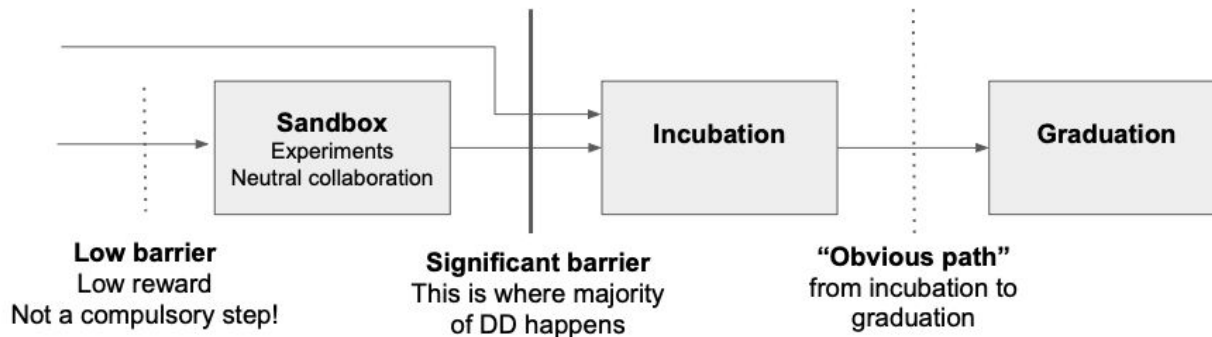 Sandbox
Experiments
Neutral collaboration
Incubation
Graduation
Low barrier
Low reward
Not a compulsory step!
Significant barrier
This is where majority
of DD happens
“Obvious path”
from incubation to
graduation